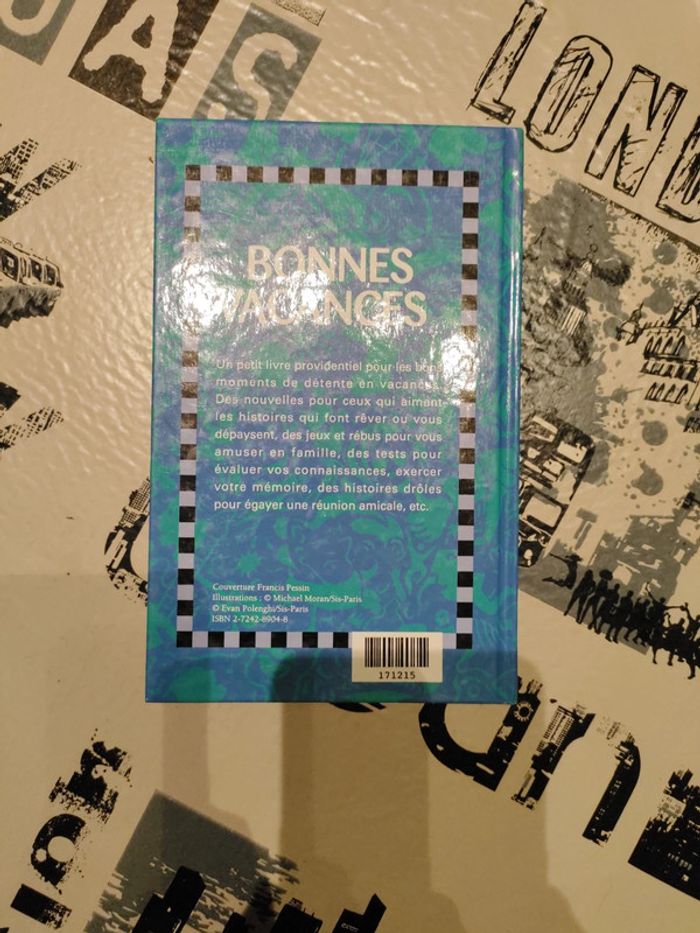 UAS
LOND
BONNES
VACANCES
Un petit livre providentiel pour les bons
moments de détente en vacances.
Des nouvelles pour ceux qui aiment
les histoires qui font rêver ou vous
dépaysent, des jeux et rébus pour vous
amuser en famille, des tests pour
évaluer vos connaissances, exercer
votre mémoire, des histoires drôles
pour égayer une réunion amicale, etc.
Couverture Francis Pessin
Illustrations : © Michael Moran/Sis-Paris
© Evan Polenghi/Sis-Paris
ISBN 2-7242-8904-8
171215